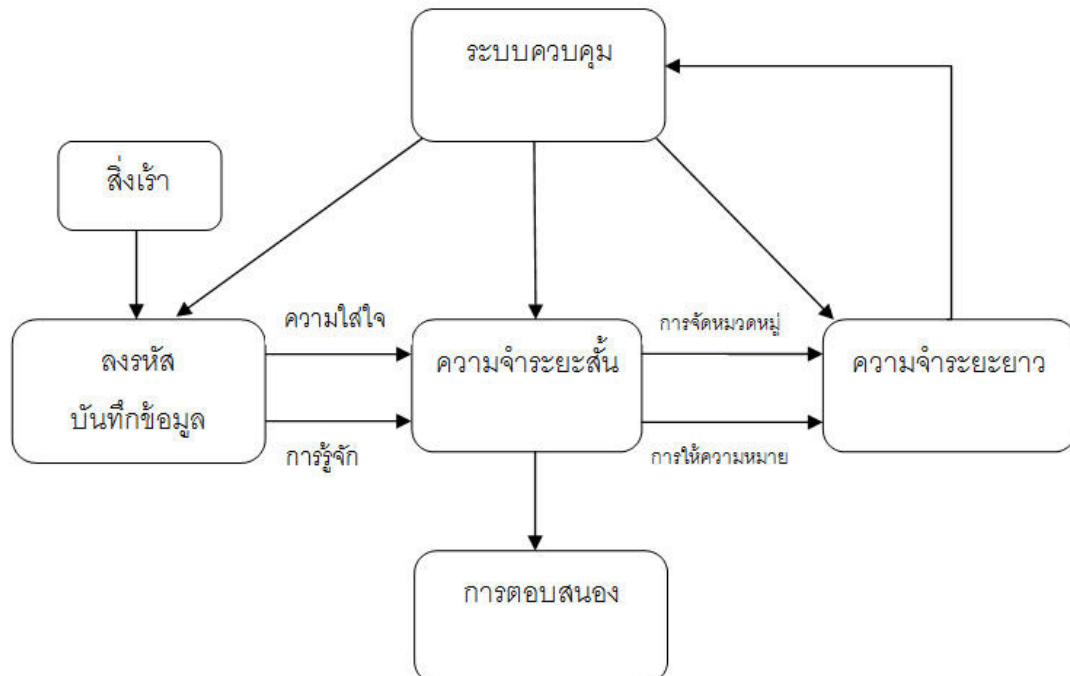 ระบบควบคุม
สิ่งเร้า
ความใส่ใจ
การจัดหมวดหมู่
ลงรหัส
บันทึกข้อมูล
ความจำระยะสั้น
ความจำระยะยาว
การรู้จัก
การให้ความหมาย
การตอบสนอง